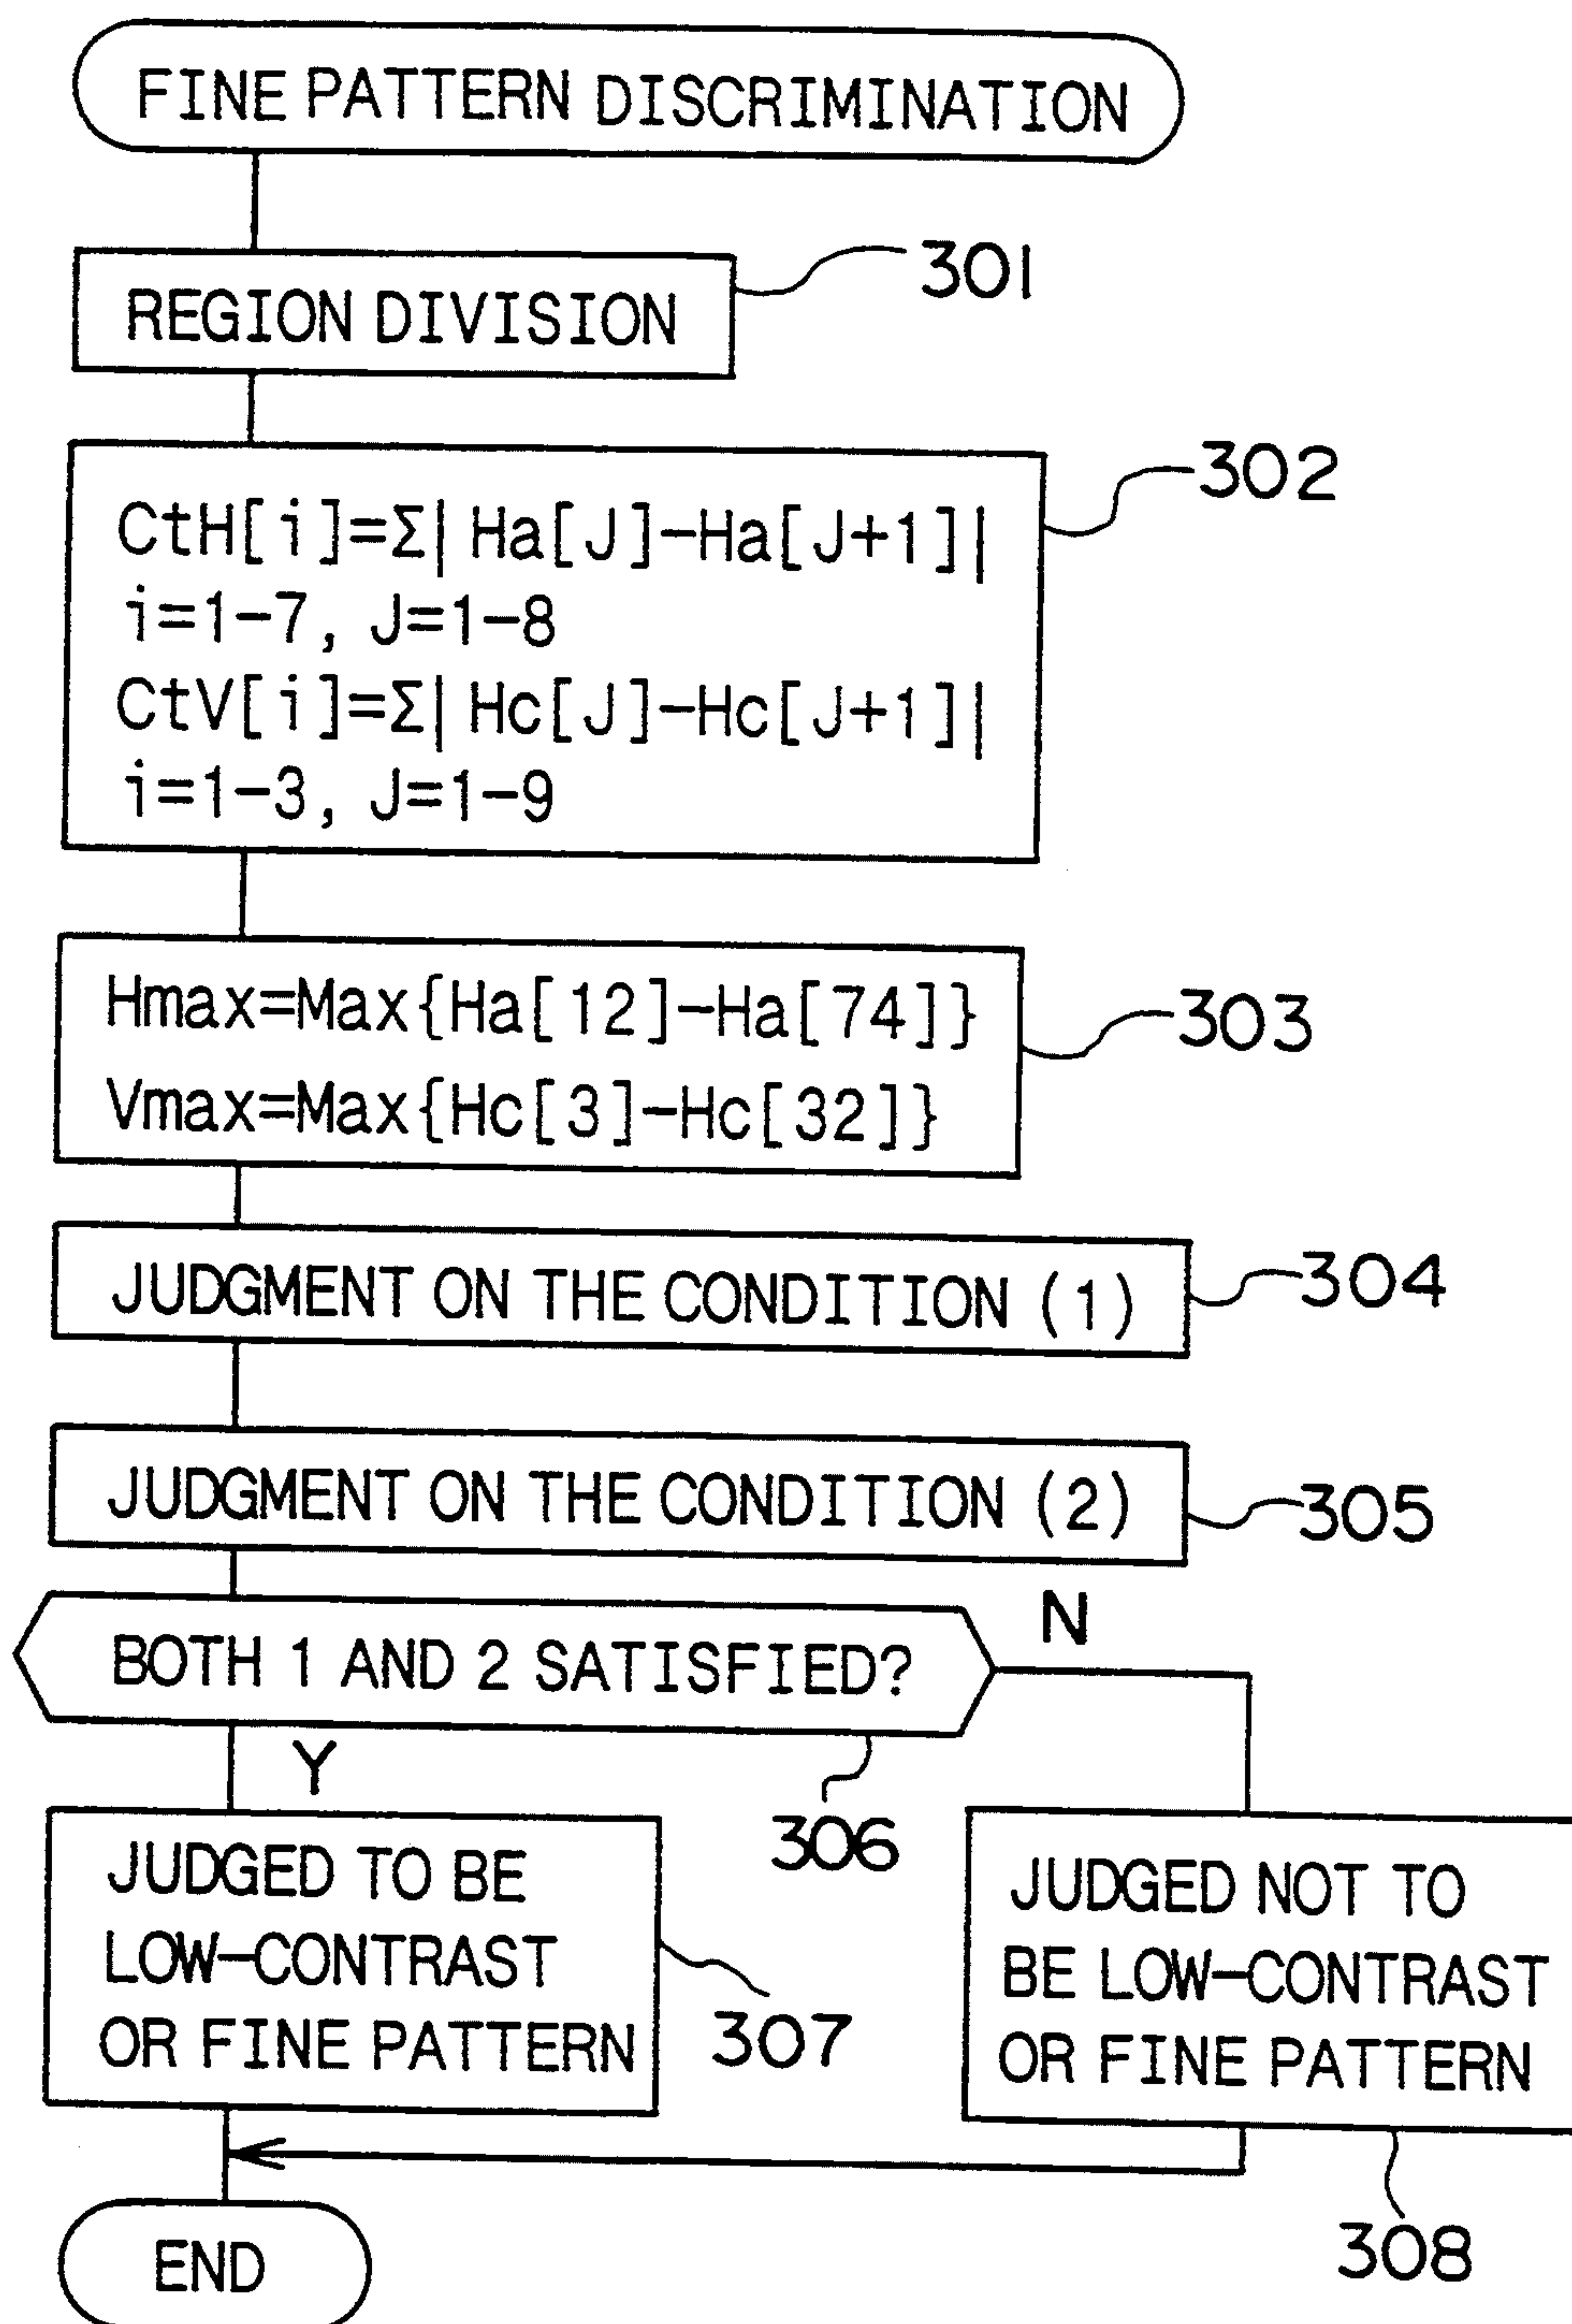 FINE PATTERN DISCRIMINATION
301
REGION DIVISION
302
CtH[i]=Σ|Ha[J]-Ha[J+1]|
i=1-7, J=1-8
CtV[i]=Σ|Hc[J]-Hc[J+1]|
i=1-3, J=1-9
303
Hmax=Max{Ha[12]-Ha[74]}
Vmax=Max{Hc[3]-Hc[32]}
304
JUDGMENT ON THE CONDITION (1)
305
JUDGMENT ON THE CONDITION (2)
N
BOTH 1 AND 2 SATISFIED?
Y
306
JUDGED TO BE
LOW-CONTRAST
OR FINE PATTERN
307
JUDGED NOT TO
BE LOW-CONTRAST
OR FINE PATTERN
308
END